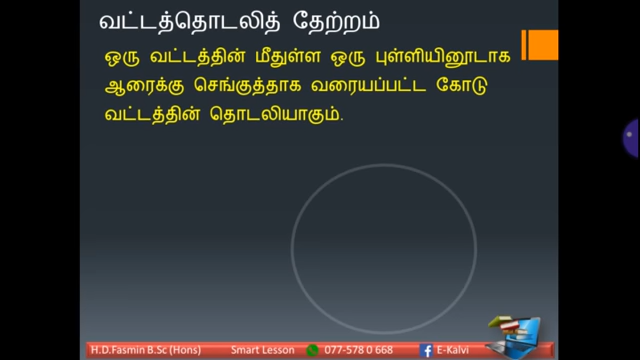 வட்டத்தொடலித் தேற்றம்
ஒரு வட்டத்தின் மீதுள்ள ஒரு புள்ளியினூடாக
ஆரைக்கு செங்குத்தாக வரையப்பட்ட கோடு
வட்டத்தின் தொடலியாகும்.
H.D.Fasmin B.Sc (Hons) Smart Lesson 077-578 0 668 E-Kalvi